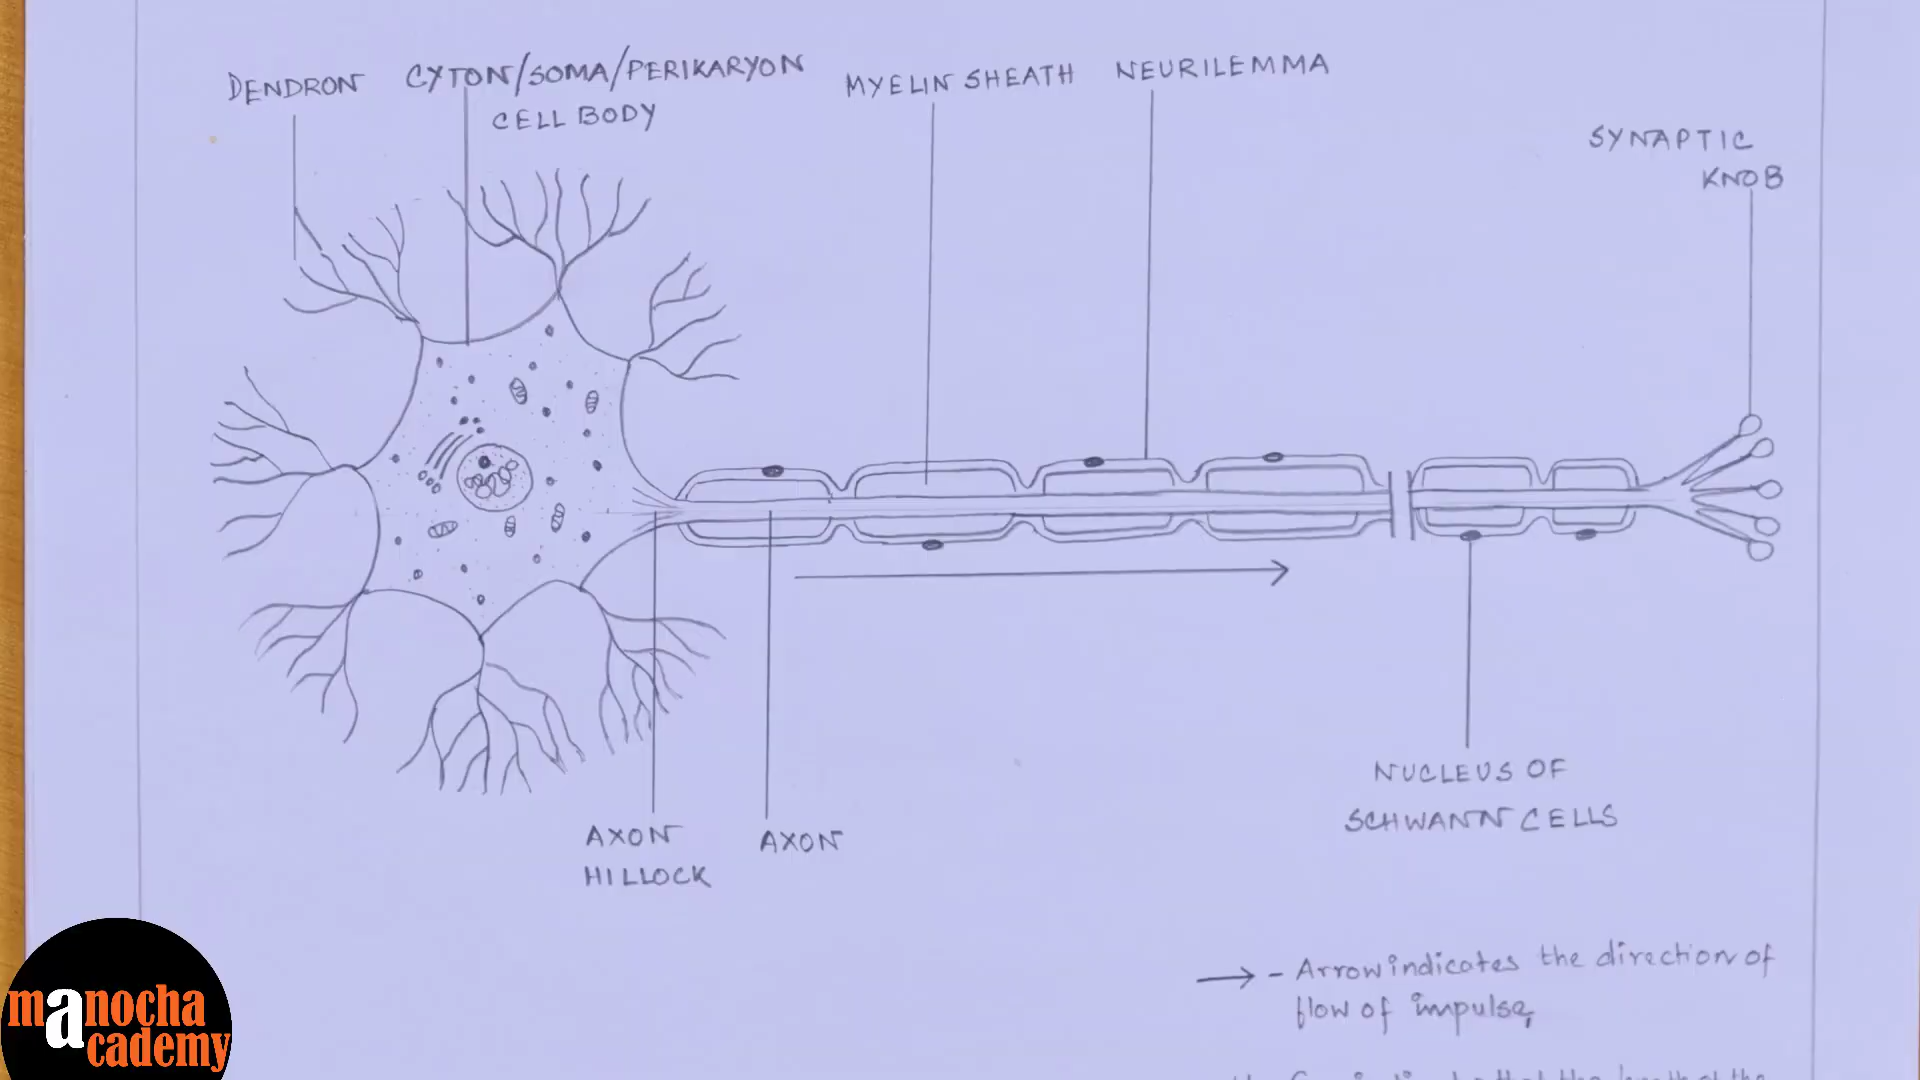 DENDRON
CYTON/SOMA/PERIKARYON
CELL BODY
MYELIN SHEATH
NEURILEMMA
SYNAPTIC
KNOB
AXON
HILLOCK
AXON
NUCLEUS OF
SCHWANN CELLS
→ - Arrow indicates the direction of
flow of impulse,
the
manocha
academy